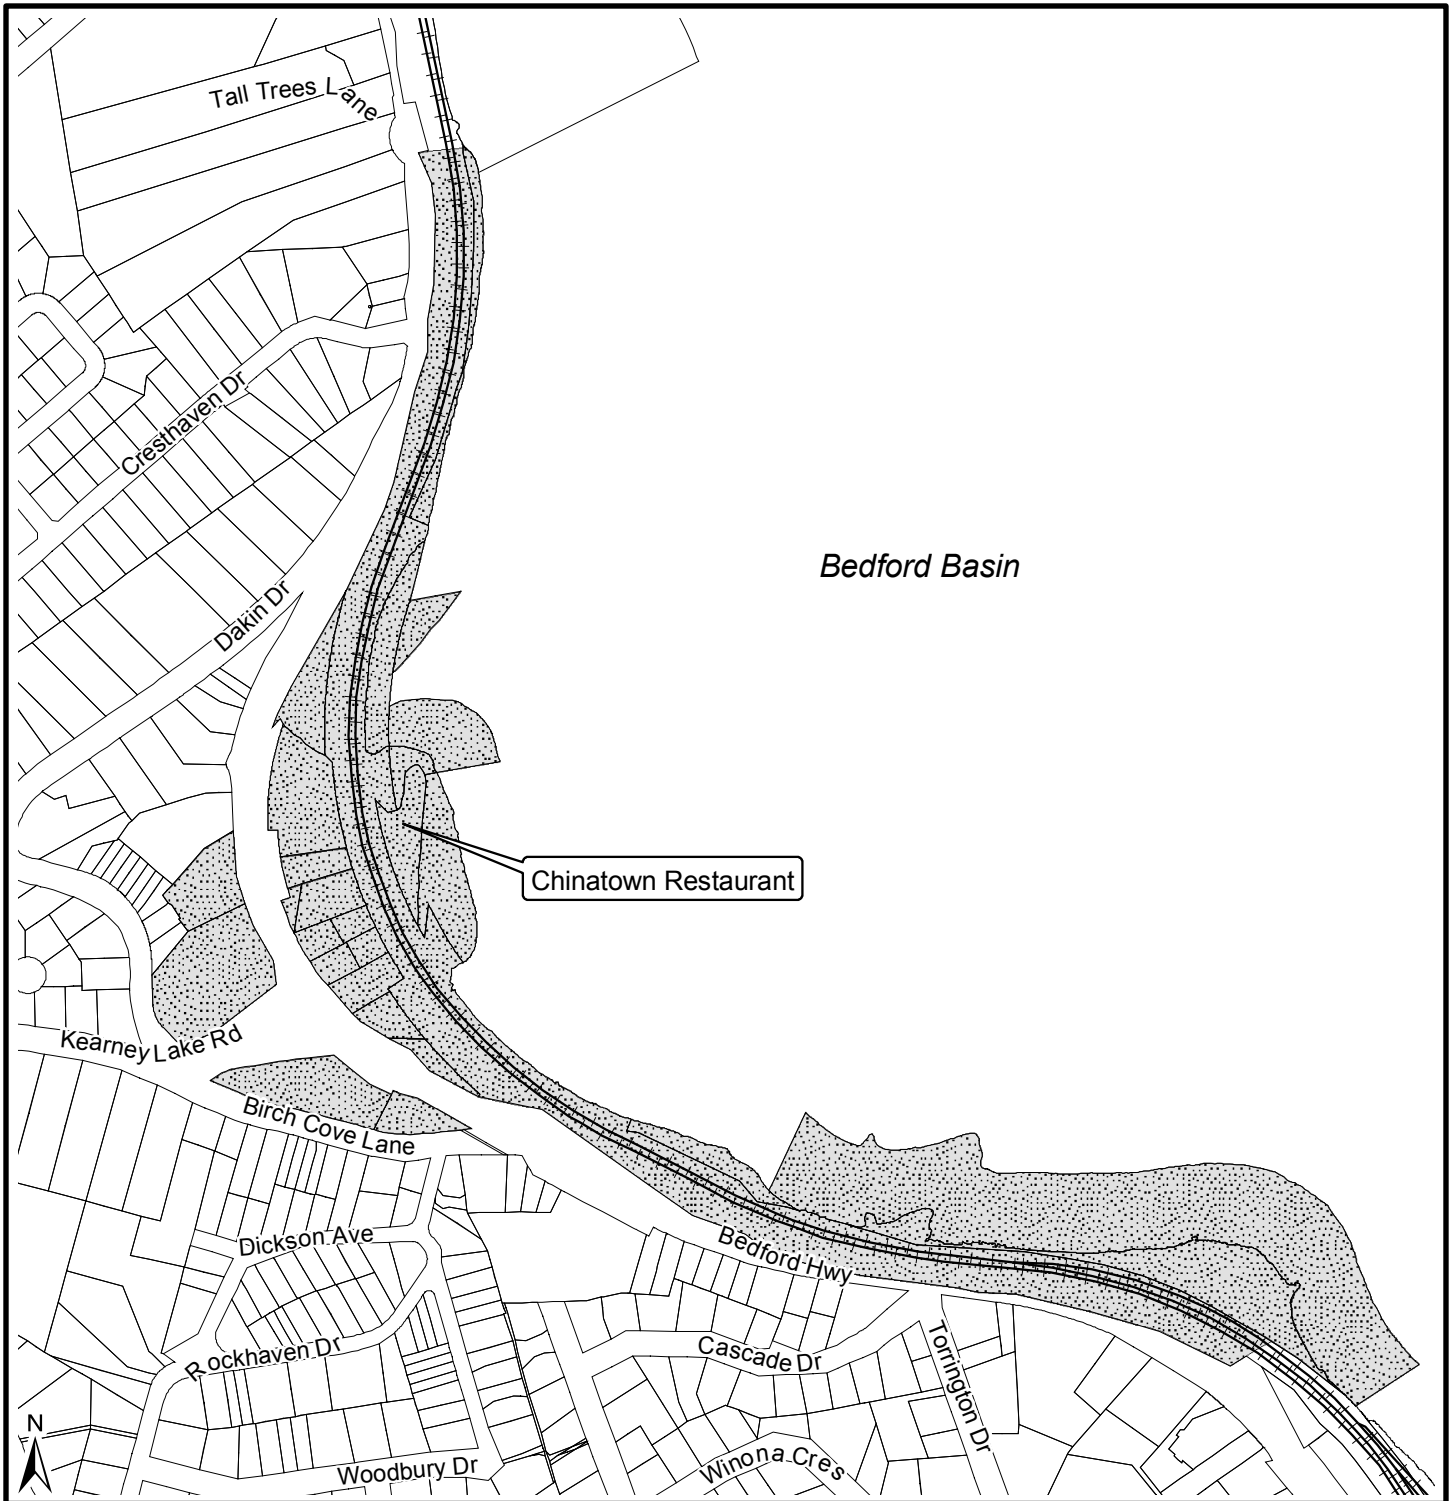 Tall Trees Lane
Cresthaven Dr
Bedford Basin
Dakin Dr
Chinatown Restaurant
Kearney Lake Rd
Birch Cove Lane
Dickson Ave
Bedford Hwy
Rockhaven Dr
Cascade Dr
Torrington Dr
N
Woodbury Dr
Winona Cres